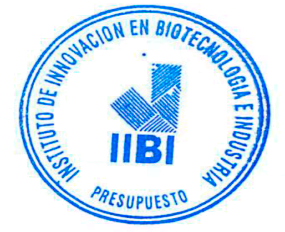 INSTITUTO DE INNOVACION EN BIOTECNOLOGIA E INDUSTRIA
IIBI
PRESUPUESTO